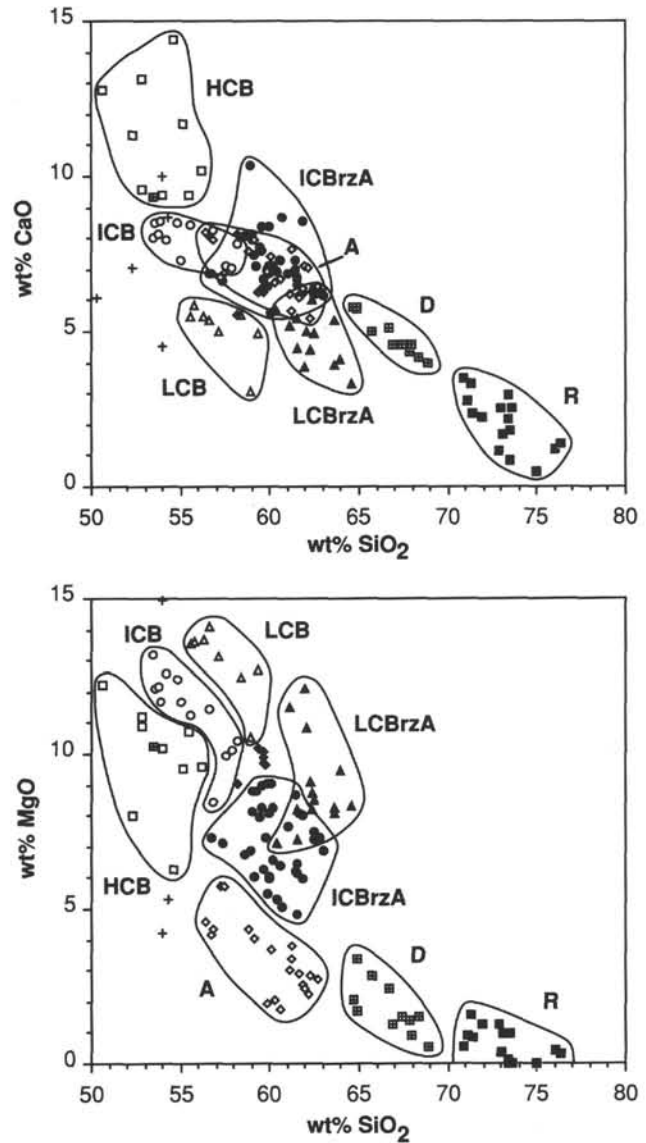 15
HCB
10
ICBrzA
wt% CaO
ICB
A
5
D
LCB
LCBrzA
R
0
50 55 60 65 70 75 80
wt% SiO2
15
ICB
LCB
LCBrzA
10
wt% MgO
HCB
ICBrzA
5
A
D
R
0
50 55 60 65 70 75 80
wt% SiO2